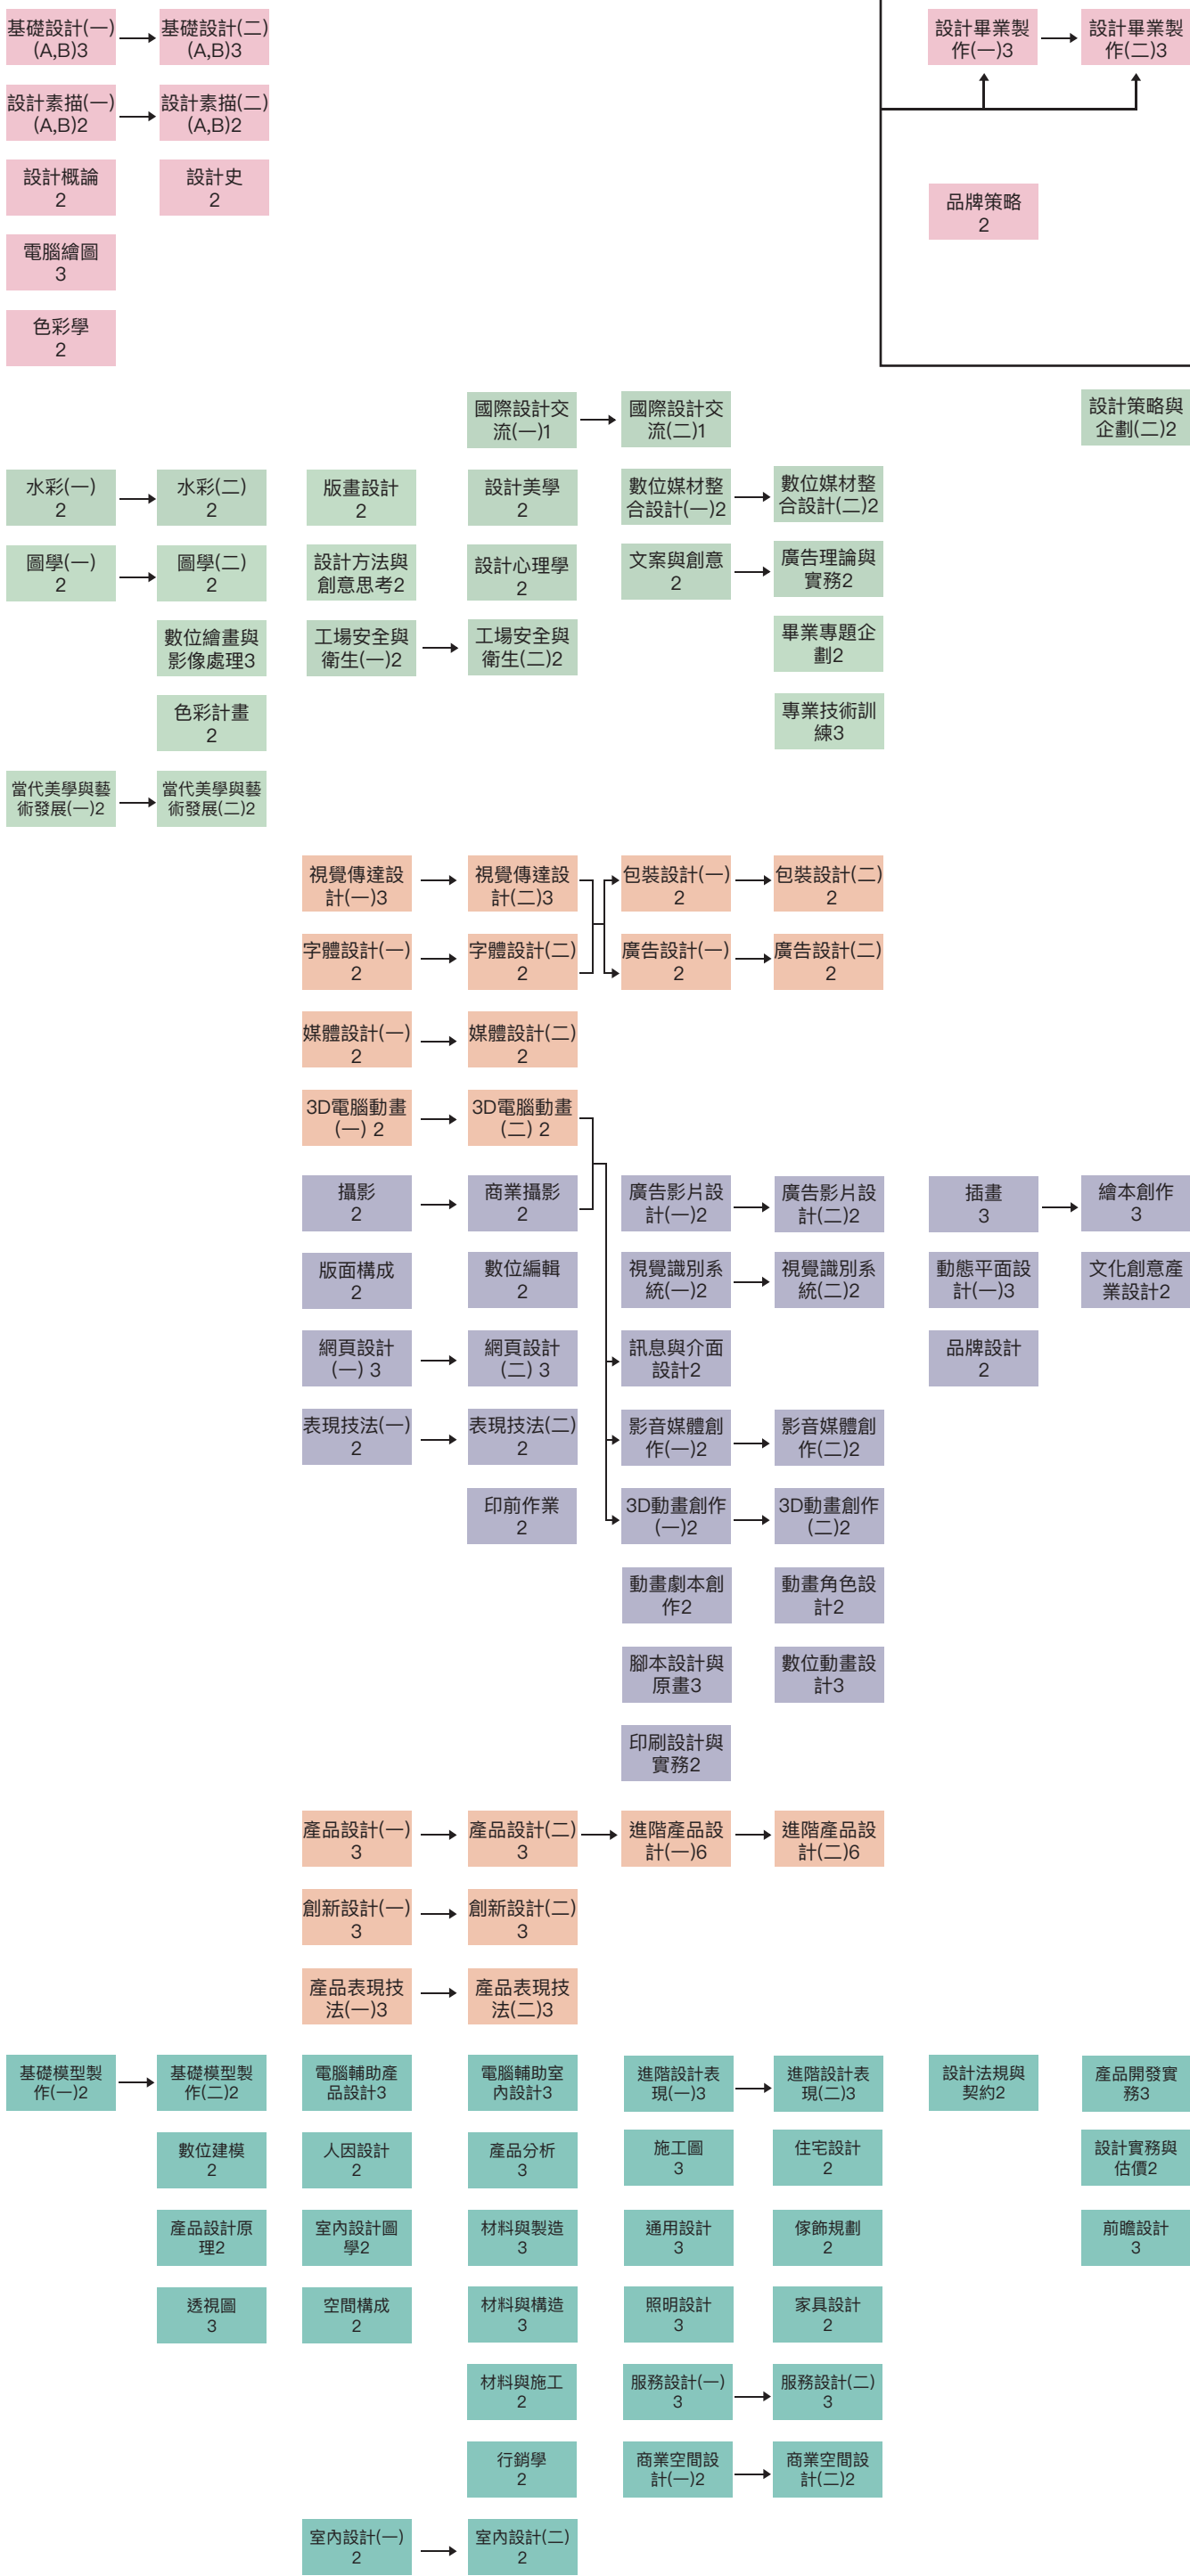 基礎設計(一)
(A,B)3
基礎設計(二)
(A,B)3
設計畢業製
作(一)3
設計畢業製
作(二)3
設計素描(一)
(A,B)2
設計素描(二)
(A,B)2
設計概論
2
設計史
2
品牌策略
2
電腦繪圖
3
色彩學
2
國際設計交
流(一)1
國際設計交
流(二)1
設計策略與
企劃(二)2
水彩(一)
2
水彩(二)
2
版畫設計
2
設計美學
2
數位媒材整
合設計(一)2
數位媒材整
合設計(二)2
圖學(一)
2
圖學(二)
2
設計方法與
創意思考2
設計心理學
2
文案與創意
2
廣告理論與
實務2
數位繪畫與
影像處理3
工場安全與
衛生(一)2
工場安全與
衛生(二)2
畢業專題企
劃2
色彩計畫
2
專業技術訓
練3
當代美學與藝
術發展(一)2
當代美學與藝
術發展(二)2
視覺傳達設
計(一)3
視覺傳達設
計(二)3
包裝設計(一)
2
包裝設計(二)
2
字體設計(一)
2
字體設計(二)
2
廣告設計(一)
2
廣告設計(二)
2
媒體設計(一)
2
媒體設計(二)
2
3D電腦動畫
(一) 2
3D電腦動畫
(二) 2
攝影
2
商業攝影
2
廣告影片設
計(一)2
廣告影片設
計(二)2
插畫
3
繪本創作
3
版面構成
2
數位編輯
2
視覺識別系
統(一)2
視覺識別系
統(二)2
動態平面設
計(一)3
文化創意產
業設計2
網頁設計
(一) 3
網頁設計
(二) 3
訊息與介面
設計2
品牌設計
2
表現技法(一)
2
表現技法(二)
2
影音媒體創
作(一)2
影音媒體創
作(二)2
印前作業
2
3D動畫創作
(一)2
3D動畫創作
(二)2
動畫劇本創
作2
動畫角色設
計2
腳本設計與
原畫3
數位動畫設
計3
印刷設計與
實務2
產品設計(一)
3
產品設計(二)
3
進階產品設
計(一)6
進階產品設
計(二)6
創新設計(一)
3
創新設計(二)
3
產品表現技
法(一)3
產品表現技
法(二)3
基礎模型製
作(一)2
基礎模型製
作(二)2
電腦輔助產
品設計3
電腦輔助室
內設計3
進階設計表
現(一)3
進階設計表
現(二)3
設計法規與
契約2
產品開發實
務3
數位建模
2
人因設計
2
產品分析
3
施工圖
3
住宅設計
2
設計實務與
估價2
產品設計原
理2
室內設計圖
學2
材料與製造
3
通用設計
3
傢飾規劃
2
前瞻設計
3
透視圖
3
空間構成
2
材料與構造
3
照明設計
3
家具設計
2
材料與施工
2
服務設計(一)
3
服務設計(二)
3
行銷學
2
商業空間設
計(一)2
商業空間設
計(二)2
室內設計(一)
2
室內設計(二)
2